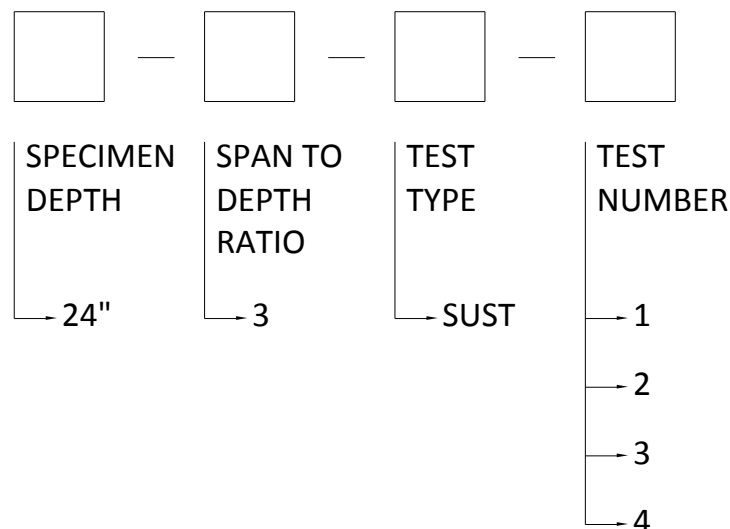 SPECIMEN
DEPTH
24"
SPAN TO
DEPTH
RATIO
3
TEST
TYPE
SUST
TEST
NUMBER
1
2
3
4